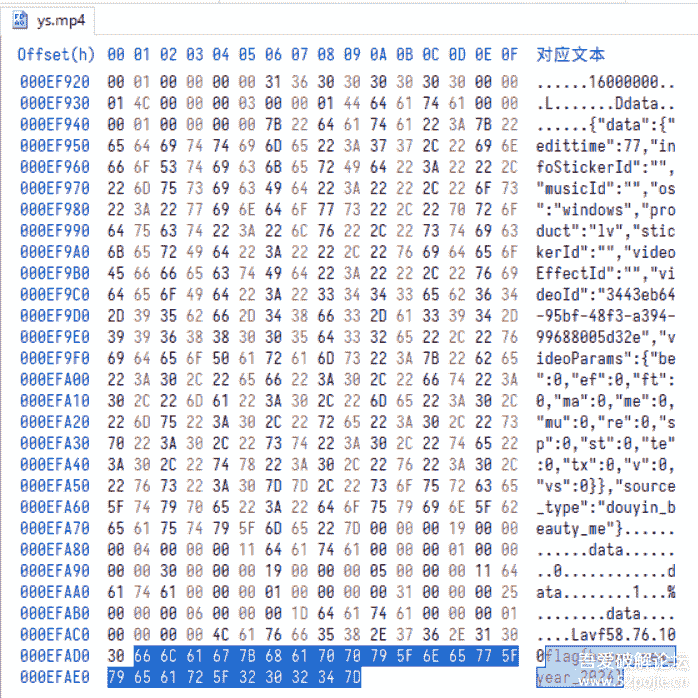 ys.mp4
Offset(h) 00 01 02 03 04 05 06 07 08 09 0A 0B 0C 0D 0E 0F 对应文本
000EF920 00 01 00 00 00 00 31 36 30 30 30 30 30 30 00 00 ......16000000..
000EF930 01 4C 00 00 00 03 00 00 01 44 64 61 74 61 00 00 .L.......Ddata..
000EF940 00 01 00 00 00 00 7B 22 64 61 74 61 22 3A 7B 22 ......{"data":{"
000EF950 65 64 69 74 74 69 6D 65 22 3A 37 37 2C 22 69 6E edittime":77,"in
000EF960 66 6F 53 74 69 63 6B 65 72 49 64 22 3A 22 22 2C foStickerId":"",
000EF970 22 6D 75 73 69 63 49 64 22 3A 22 22 2C 22 6F 73 "musicId":"","os
000EF980 22 3A 22 77 69 6E 64 6F 77 73 22 2C 22 70 72 6F ":"windows","pro
000EF990 64 75 63 74 22 3A 22 6C 76 22 2C 22 73 74 69 63 duct":"lv","stic
000EF9A0 6B 65 72 49 64 22 3A 22 22 2C 22 76 69 64 65 6F kerId":"","video
000EF9B0 45 66 66 65 63 74 49 64 22 3A 22 22 2C 22 76 69 EffectId":"","vi
000EF9C0 64 65 6F 49 64 22 3A 22 33 34 34 33 65 62 36 34 deoId":"3443eb64
000EF9D0 2D 39 35 62 66 2D 34 38 66 33 2D 61 33 39 34 2D -95bf-48f3-a394-
000EF9E0 39 39 36 38 38 30 30 35 64 33 32 65 22 2C 22 76 99688005d32e","v
000EF9F0 69 64 65 6F 50 61 72 61 6D 73 22 3A 7B 22 62 65 ideoParams":{"be
000EFA00 22 3A 30 2C 22 65 66 22 3A 30 2C 22 66 74 22 3A ":0,"ef":0,"ft":
000EFA10 30 2C 22 6D 61 22 3A 30 2C 22 6D 65 22 3A 30 2C 0,"ma":0,"me":0,
000EFA20 22 6D 75 22 3A 30 2C 22 72 65 22 3A 30 2C 22 73 "mu":0,"re":0,"s
000EFA30 70 22 3A 30 2C 22 73 74 22 3A 30 2C 22 74 65 22 p":0,"st":0,"te"
000EFA40 3A 30 2C 22 74 78 22 3A 30 2C 22 76 22 3A 30 2C :0,"tx":0,"v":0,
000EFA50 22 76 73 22 3A 30 7D 7D 2C 22 73 6F 75 72 63 65 "vs":0}},"source
000EFA60 5F 74 79 70 65 22 3A 22 64 6F 75 79 69 6E 5F 62 _type":"douyin_b
000EFA70 65 61 75 74 79 5F 6D 65 22 7D 00 00 00 19 00 00 eauty_me"}......
000EFA80 00 04 00 00 00 11 64 61 74 61 00 00 00 01 00 00 ......data......
000EFA90 00 00 30 00 00 00 19 00 00 00 05 00 00 00 11 64 ..0............d
000EFAA0 61 74 61 00 00 00 01 00 00 00 00 31 00 00 00 25 ata........1...%
000EFAB0 00 00 00 06 00 00 00 1D 64 61 74 61 00 00 00 01 ........data....
000EFAC0 00 00 00 00 4C 61 76 66 35 38 2E 37 36 2E 31 30 ....Lavf58.76.10
000EFAD0 30 66 6C 61 67 7B 68 61 70 70 79 5F 6E 65 77 5F 0flag
000EFAE0 79 65 61 72 5F 32 30 32 34 7D year_2024}
吾爱破解论坛
www.52pojie.cn